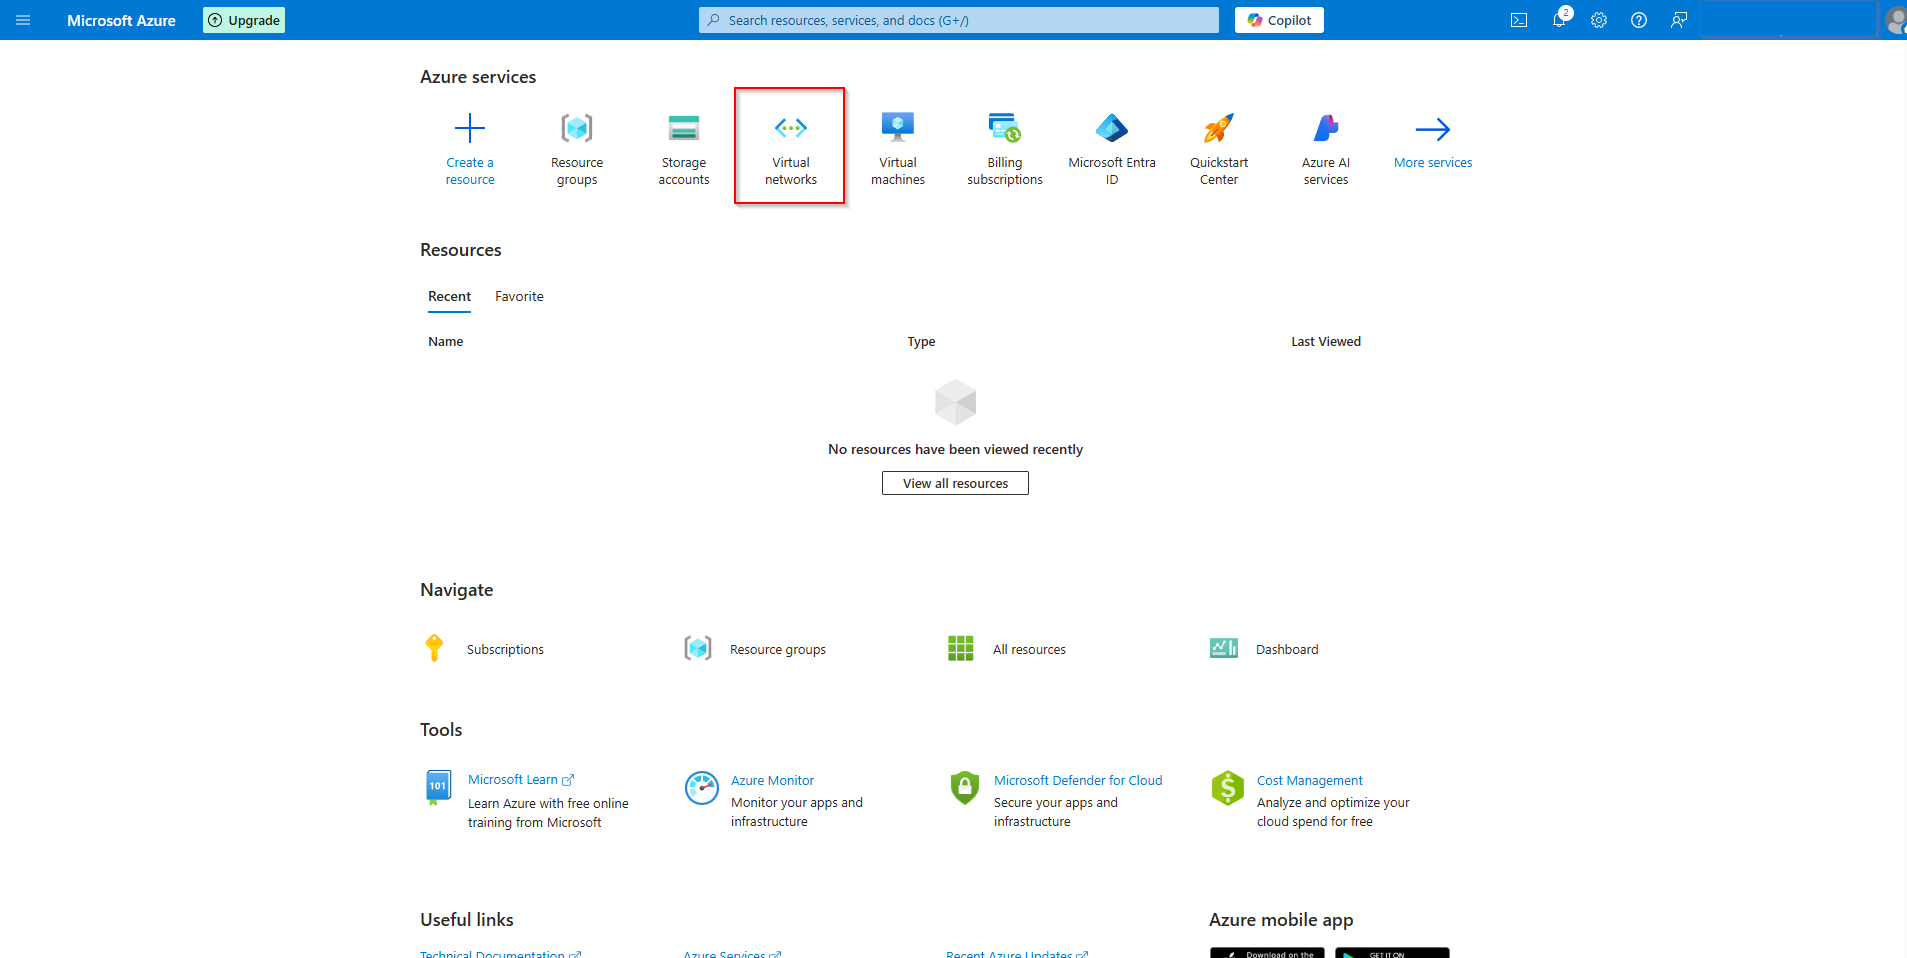 Microsoft Azure
Upgrade
Search resources, services, and docs (G+/)
Copilot
2
Azure services
Create a
resource
Resource
groups
Storage
accounts
Virtual
networks
Virtual
machines
Billing
subscriptions
Microsoft Entra
ID
Quickstart
Center
Azure AI
services
More services
Resources
Recent
Favorite
Name
Type
Last Viewed
No resources have been viewed recently
View all resources
Navigate
Subscriptions
Resource groups
All resources
Dashboard
Tools
101
Microsoft Learn
Learn Azure with free online
training from Microsoft
Azure Monitor
Monitor your apps and
infrastructure
Microsoft Defender for Cloud
Secure your apps and
infrastructure
$
Cost Management
Analyze and optimize your
cloud spend for free
Useful links
Azure mobile app
Technical Documentation
Azure Services
Recent Azure Updates
Download on the
GET IT ON